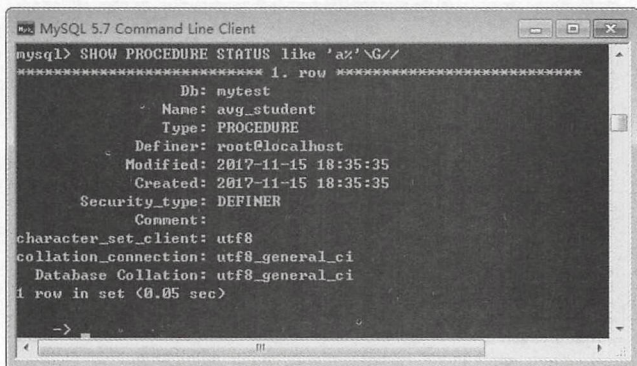 MySQL 5.7 Command Line Client
mysql> SHOW PROCEDURE STATUS like 'a%'\G//
*************************** 1. row ***************************
Db: mytest
Name: avg_student
Type: PROCEDURE
Definer: root@localhost
Modified: 2017-11-15 18:35:35
Created: 2017-11-15 18:35:35
Security_type: DEFINER
Comment:
character_set_client: utf8
collation_connection: utf8_general_ci
Database Collation: utf8_general_ci
1 row in set (0.05 sec)
->